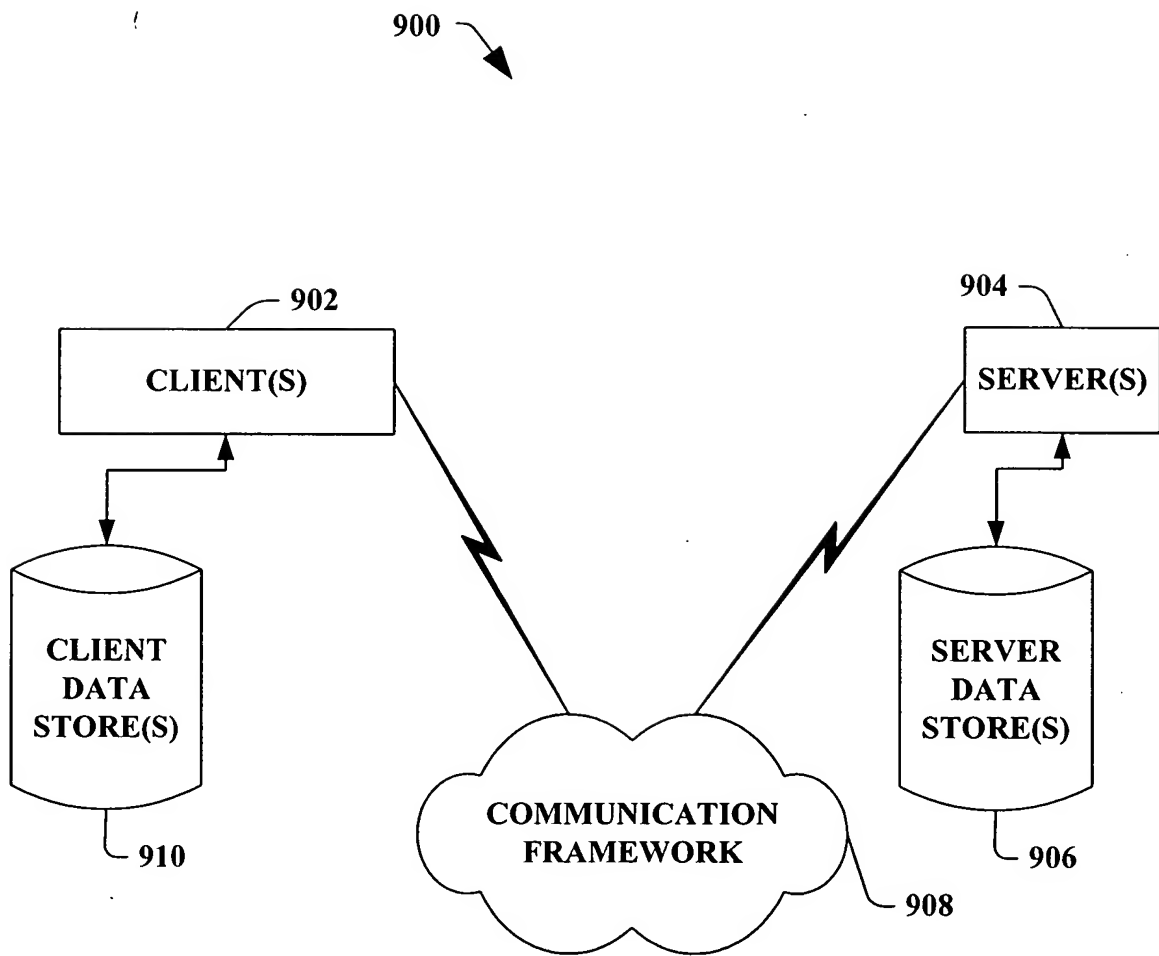 900
902
904
CLIENT(S)
SERVER(S)
CLIENT
DATA
STORE(S)
SERVER
DATA
STORE(S)
COMMUNICATION
FRAMEWORK
910
906
908